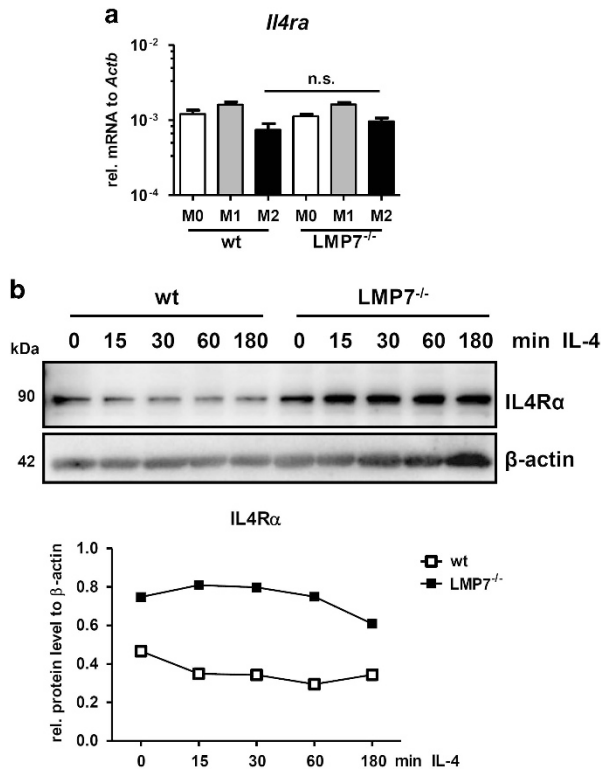 a
Il4ra
rel. mRNA to Actb
10-2
10-3
10-4
n.s.
M0 M1 M2 M0 M1 M2
wt LMP7-/-
b
wt LMP7-/-
kDa 0 15 30 60 180 0 15 30 60 180 min IL-4
90 IL4Rα
42 β-actin
IL4Rα
rel. protein level to β-actin
1.0
0.8
0.6
0.4
0.2
0.0
wt
LMP7-/-
0 15 30 60 180 min IL-4